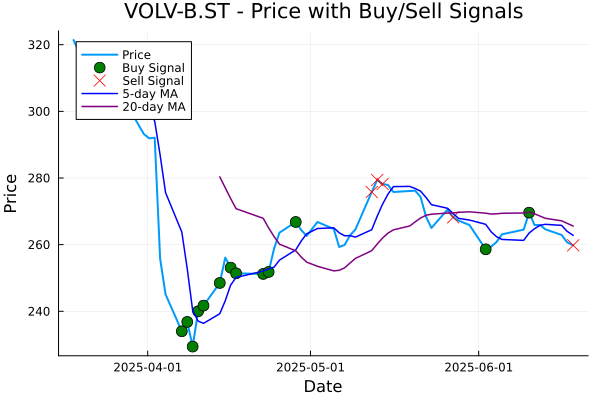 VOLV-B.ST - Price with Buy/Sell Signals
Price
320
300
280
260
240
Price
Buy Signal
Sell Signal
5-day MA
20-day MA
2025-04-01
2025-05-01
2025-06-01
Date